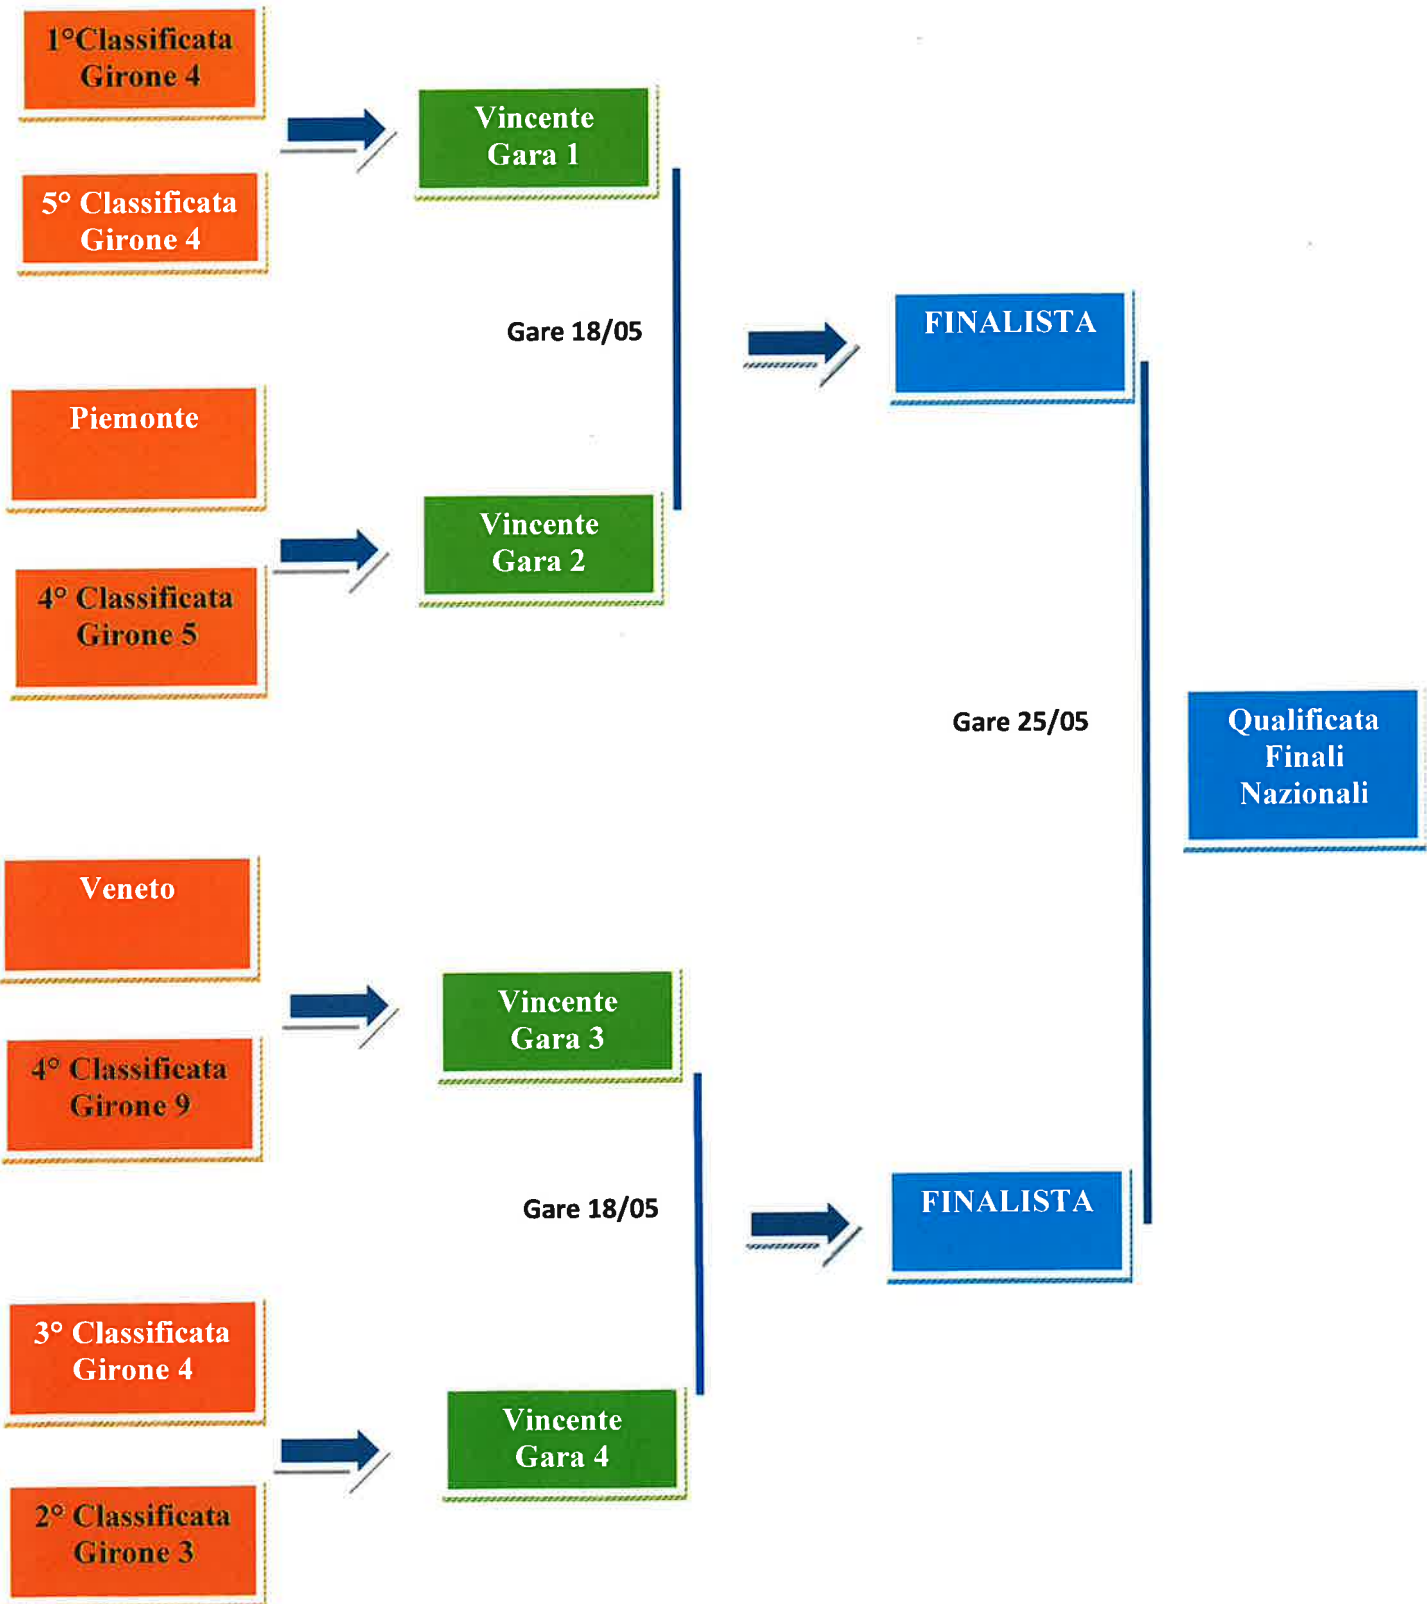 1°Classificata
Girone 4
5° Classificata
Girone 4
Vincente
Gara 1
Gare 18/05
Piemonte
4° Classificata
Girone 5
Vincente
Gara 2
FINALISTA
Gare 25/05
Qualificata
Finali
Nazionali
Veneto
4° Classificata
Girone 9
Vincente
Gara 3
Gare 18/05
3° Classificata
Girone 4
2° Classificata
Girone 3
Vincente
Gara 4
FINALISTA